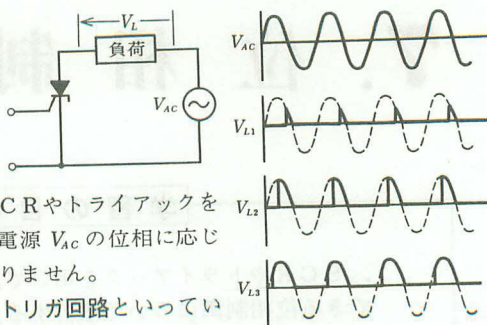 V_L
負荷
V_AC
V_AC
V_L1
V_L2
V_L3
CRやトライアックを
電源 V_AC の位相に応じ
りません。
トリガ回路といってい